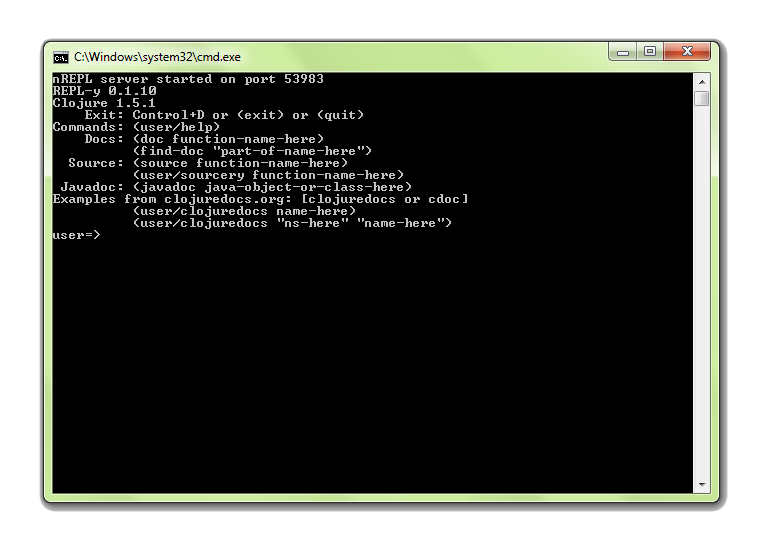 C:\Windows\system32\cmd.exe
nREPL server started on port 53983
REPL-y 0.1.10
Clojure 1.5.1
    Exit: Control+D or (exit) or (quit)
Commands: (user/help)
    Docs: (doc function-name-here)
          (find-doc "part-of-name-here")
  Source: (source function-name-here)
          (user/sourcery function-name-here)
 Javadoc: (javadoc java-object-or-class-here)
Examples from clojuredocs.org: [clojuredocs or cdoc]
          (user/clojuredocs name-here)
          (user/clojuredocs "ns-here" "name-here")
user=>